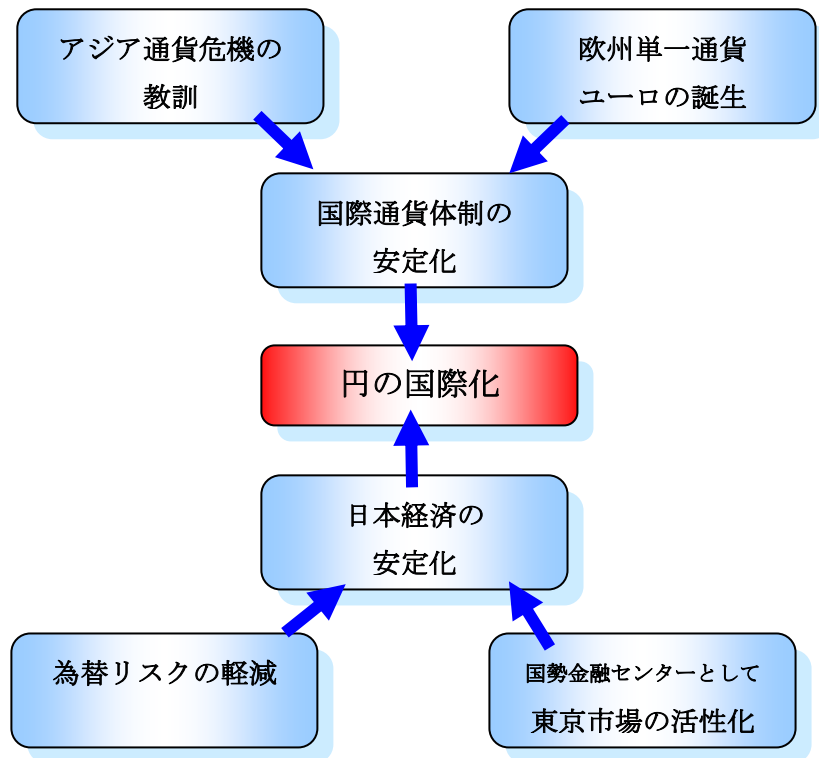 アジア通貨危機の
教訓
欧州単一通貨
ユーロの誕生
国際通貨体制の
安定化
円の国際化
日本経済の
安定化
為替リスクの軽減
国勢金融センターとして
東京市場の活性化